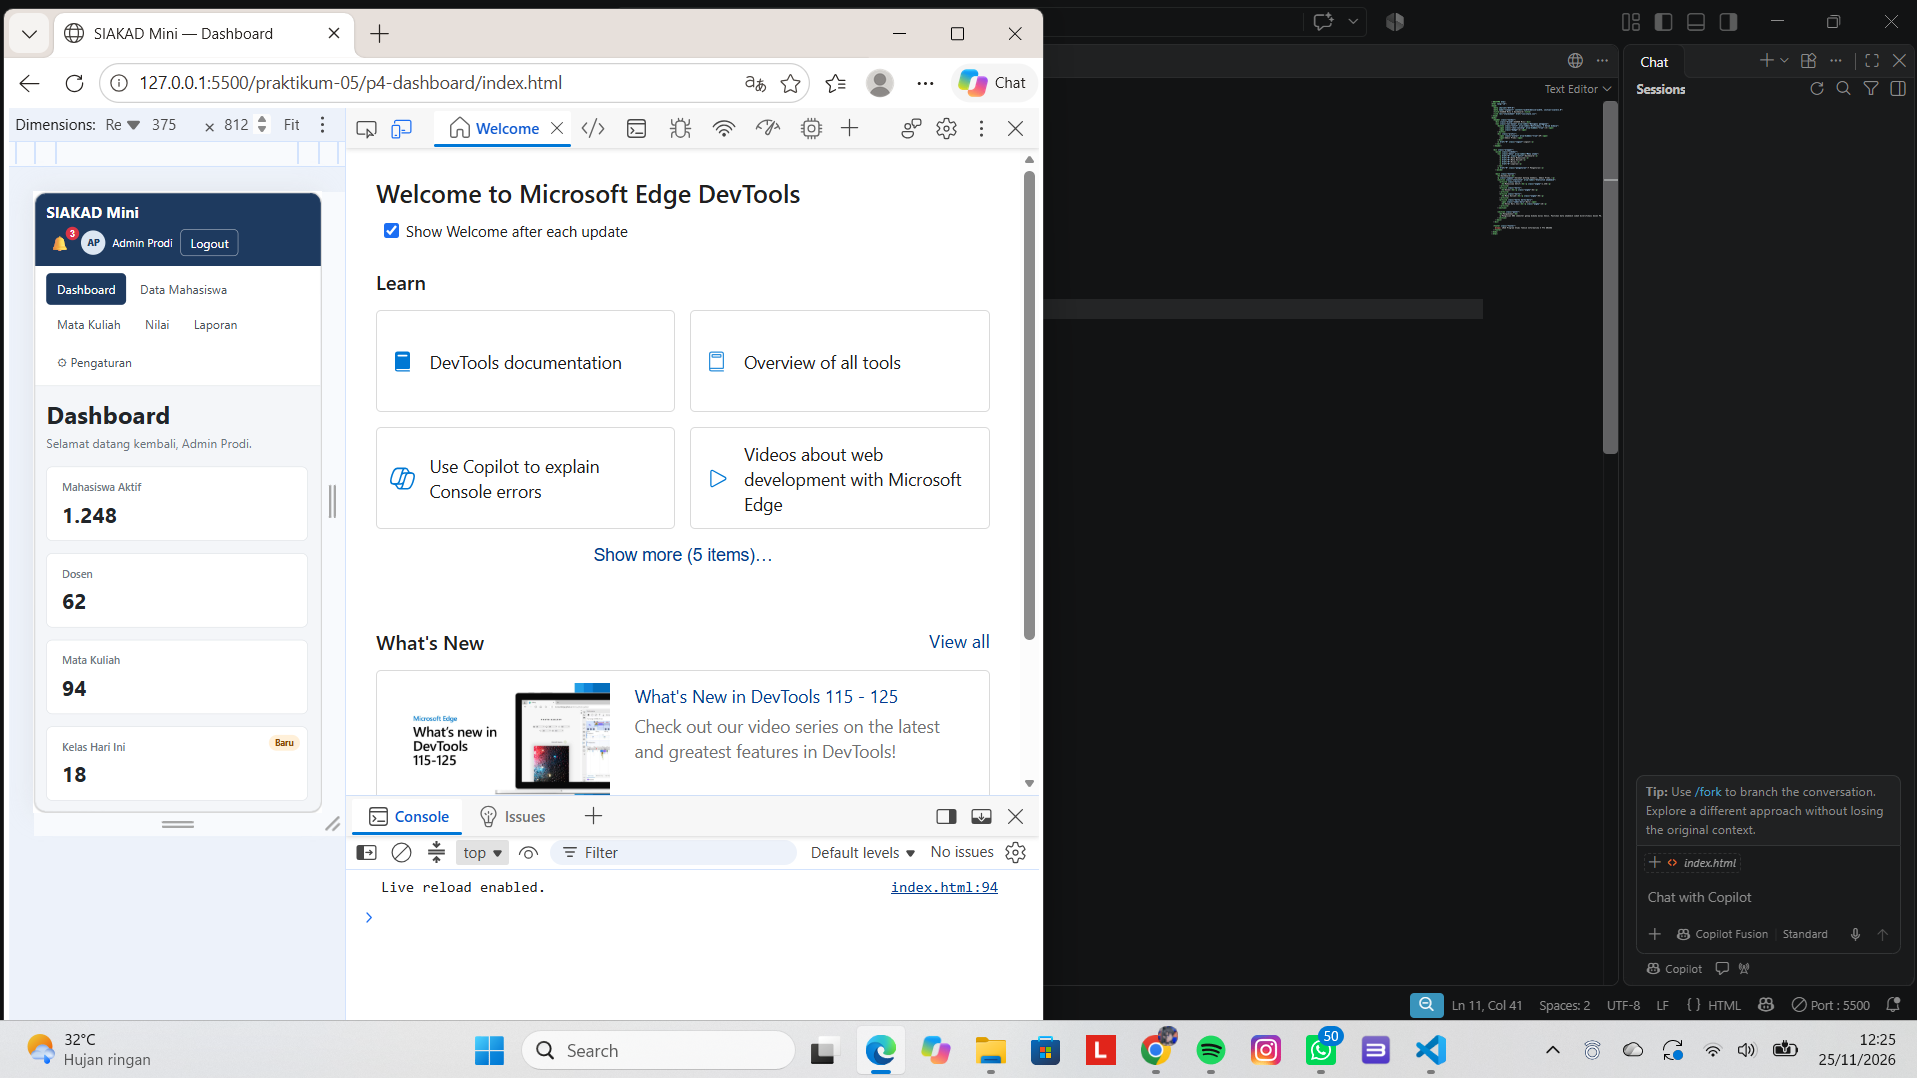 SIAKAD Mini — Dashboard
127.0.0.1:5500/praktikum-05/p4-dashboard/index.html
Chat
Dimensions: Re 375 × 812 Fit
Welcome
SIAKAD Mini
3 AP Admin Prodi Logout
Dashboard Data Mahasiswa
Mata Kuliah Nilai Laporan
Pengaturan
Dashboard
Selamat datang kembali, Admin Prodi.
Mahasiswa Aktif
1.248
Dosen
62
Mata Kuliah
94
Kelas Hari Ini Baru
18
Welcome to Microsoft Edge DevTools
Show Welcome after each update
Learn
DevTools documentation
Overview of all tools
Use Copilot to explain
Console errors
Videos about web
development with Microsoft
Edge
Show more (5 items)…
What's New View all
Microsoft Edge
What's new in
DevTools
115-125
What's New in DevTools 115 - 125
Check out our video series on the latest
and greatest features in DevTools!
Console Issues
top Filter Default levels No issues
Live reload enabled. index.html:94
Chat
Text Editor
Sessions
Tip: Use /fork to branch the conversation.
Explore a different approach without losing
the original context.
index.html
Chat with Copilot
Copilot Fusion Standard
Copilot
Ln 11, Col 41 Spaces: 2 UTF-8 LF HTML Port : 5500
32°C
Hujan ringan
Search
L
50
12:25
25/11/2026